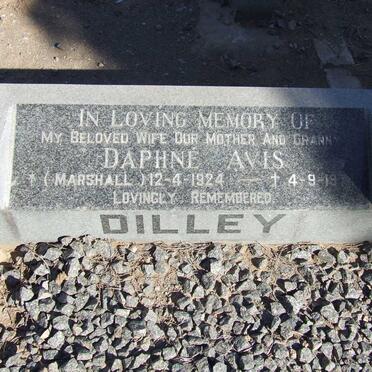 IN LOVING MEMORY OF
MY BELOVED WIFE OUR MOTHER AND GRANNY
DAPHNE AVIS
(MARSHALL) 12-4-1924 — † 4-9-19
LOVINGLY REMEMBERED
DILLEY